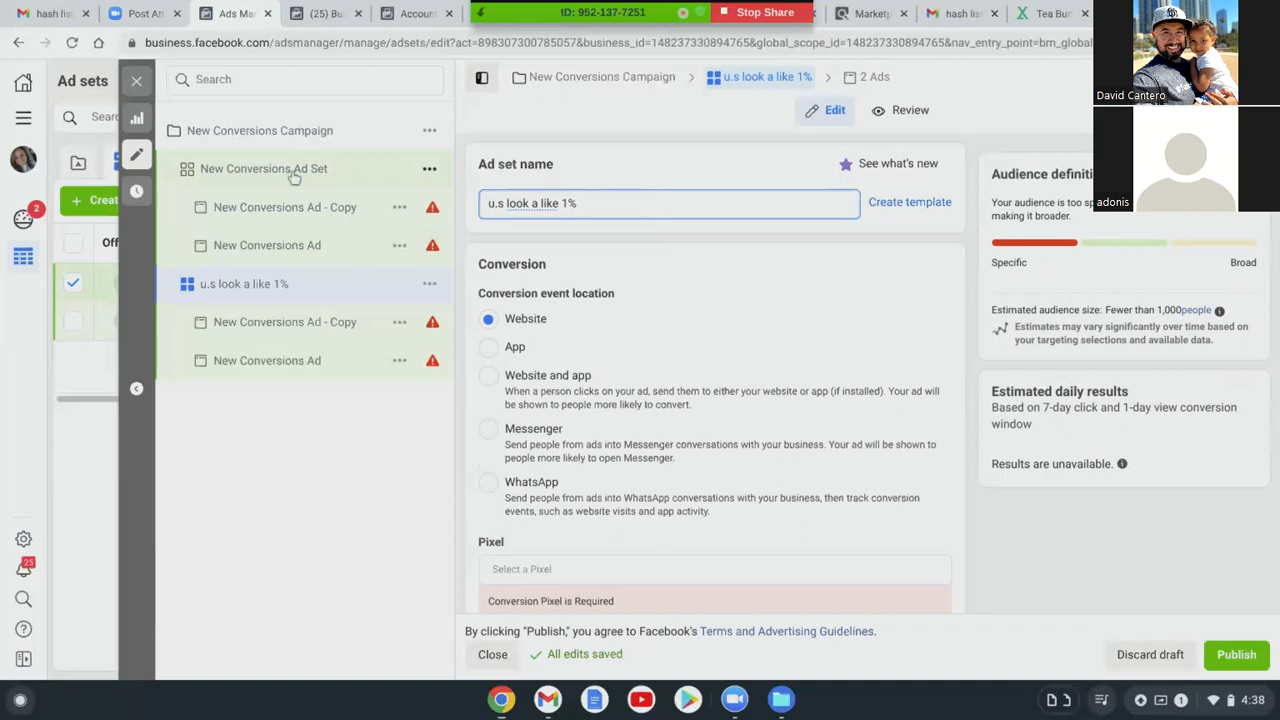 hash lis
Post Att
Ads Ma
(25) Bu
Account
ID: 952-137-7251
Stop Share
Marketp
hash list
Tea Bun
business.facebook.com/adsmanager/manage/adsets/edit?act=898307300785057&business_id=148237330894765&global_scope_id=148237330894765&nav_entry_point=bm_global
David Cantero
adonis
Ad sets
Search
New Conversions Campaign
u.s look a like 1%
2 Ads
Edit
Review
Sear
New Conversions Campaign
New Conversions Ad Set
New Conversions Ad - Copy
New Conversions Ad
u.s look a like 1%
New Conversions Ad - Copy
New Conversions Ad
2
Creat
Of
25
Ad set name
See what's new
u.s look a like 1%
Create template
Conversion
Conversion event location
Website
App
Website and app
When a person clicks on your ad, send them to either your website or app (if installed). Your ad will
be shown to people more likely to convert.
Messenger
Send people from ads into Messenger conversations with your business. Your ad will be shown to
people more likely to open Messenger.
WhatsApp
Send people from ads into WhatsApp conversations with your business, then track conversion
events, such as website visits and app activity.
Pixel
Select a Pixel
Conversion Pixel is Required
Audience definiti
Your audience is too sp
making it broader.
Specific
Broad
Estimated audience size: Fewer than 1,000people
Estimates may vary significantly over time based on
your targeting selections and available data.
Estimated daily results
Based on 7-day click and 1-day view conversion
window
Results are unavailable.
By clicking "Publish," you agree to Facebook's Terms and Advertising Guidelines.
Close
All edits saved
Discard draft
Publish
1
4:38